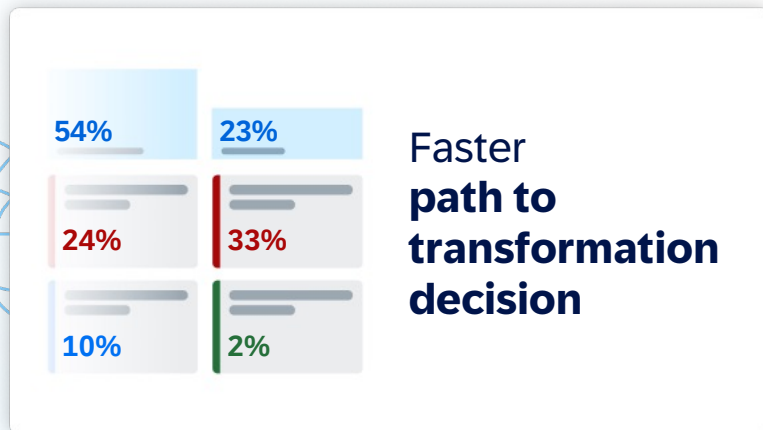 54%
23%
24%
33%
10%
2%
Faster
path to
transformation
decision